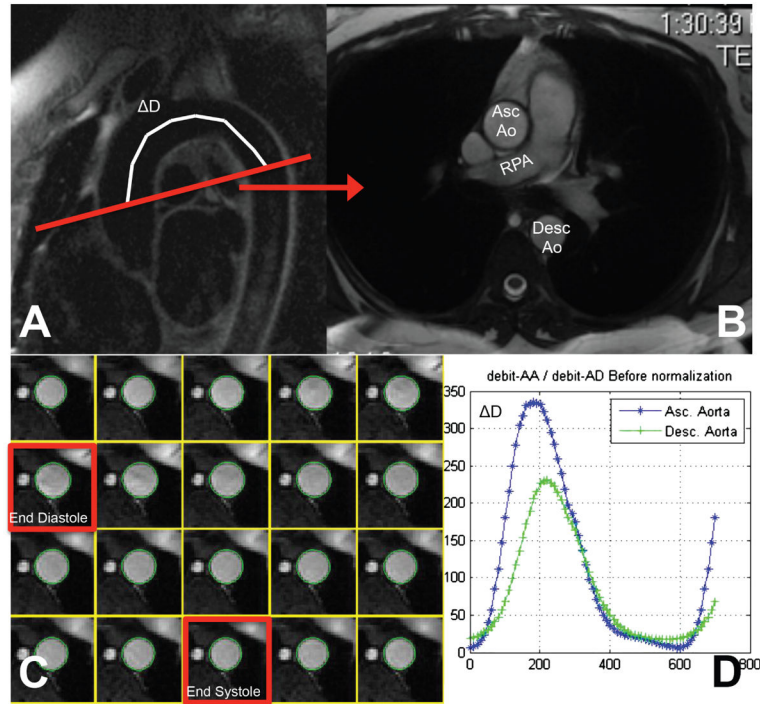 ΔD
A
1:30:39
TE
Asc
Ao
RPA
Desc
Ao
B
End Diastole
End Systole
C
debit-AA / debit-AD Before normalization
ΔD
Asc. Aorta
Desc. Aorta
350
300
250
200
150
100
50
0
0 200 400 600 800
D